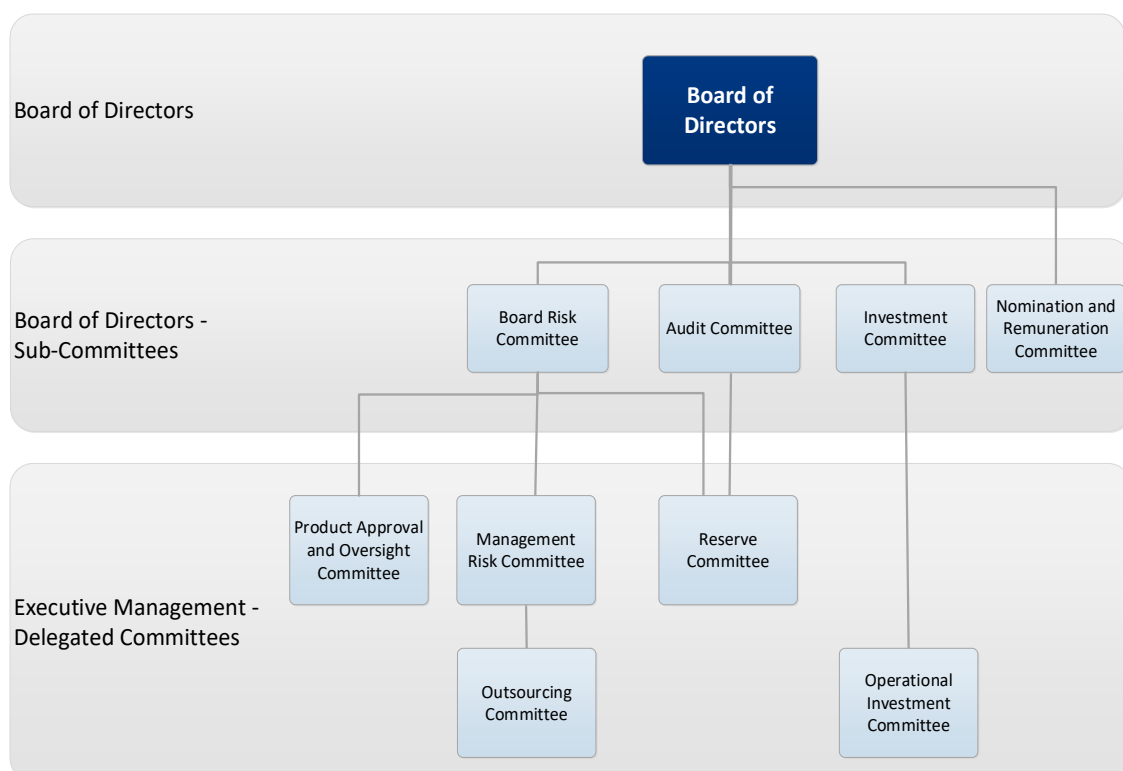 Board of Directors
Board of
Directors
Board of Directors -
Sub-Committees
Board Risk
Committee
Audit Committee
Investment
Committee
Nomination and
Remuneration
Committee
Executive Management -
Delegated Committees
Product Approval
and Oversight
Committee
Management
Risk Committee
Reserve
Committee
Outsourcing
Committee
Operational
Investment
Committee